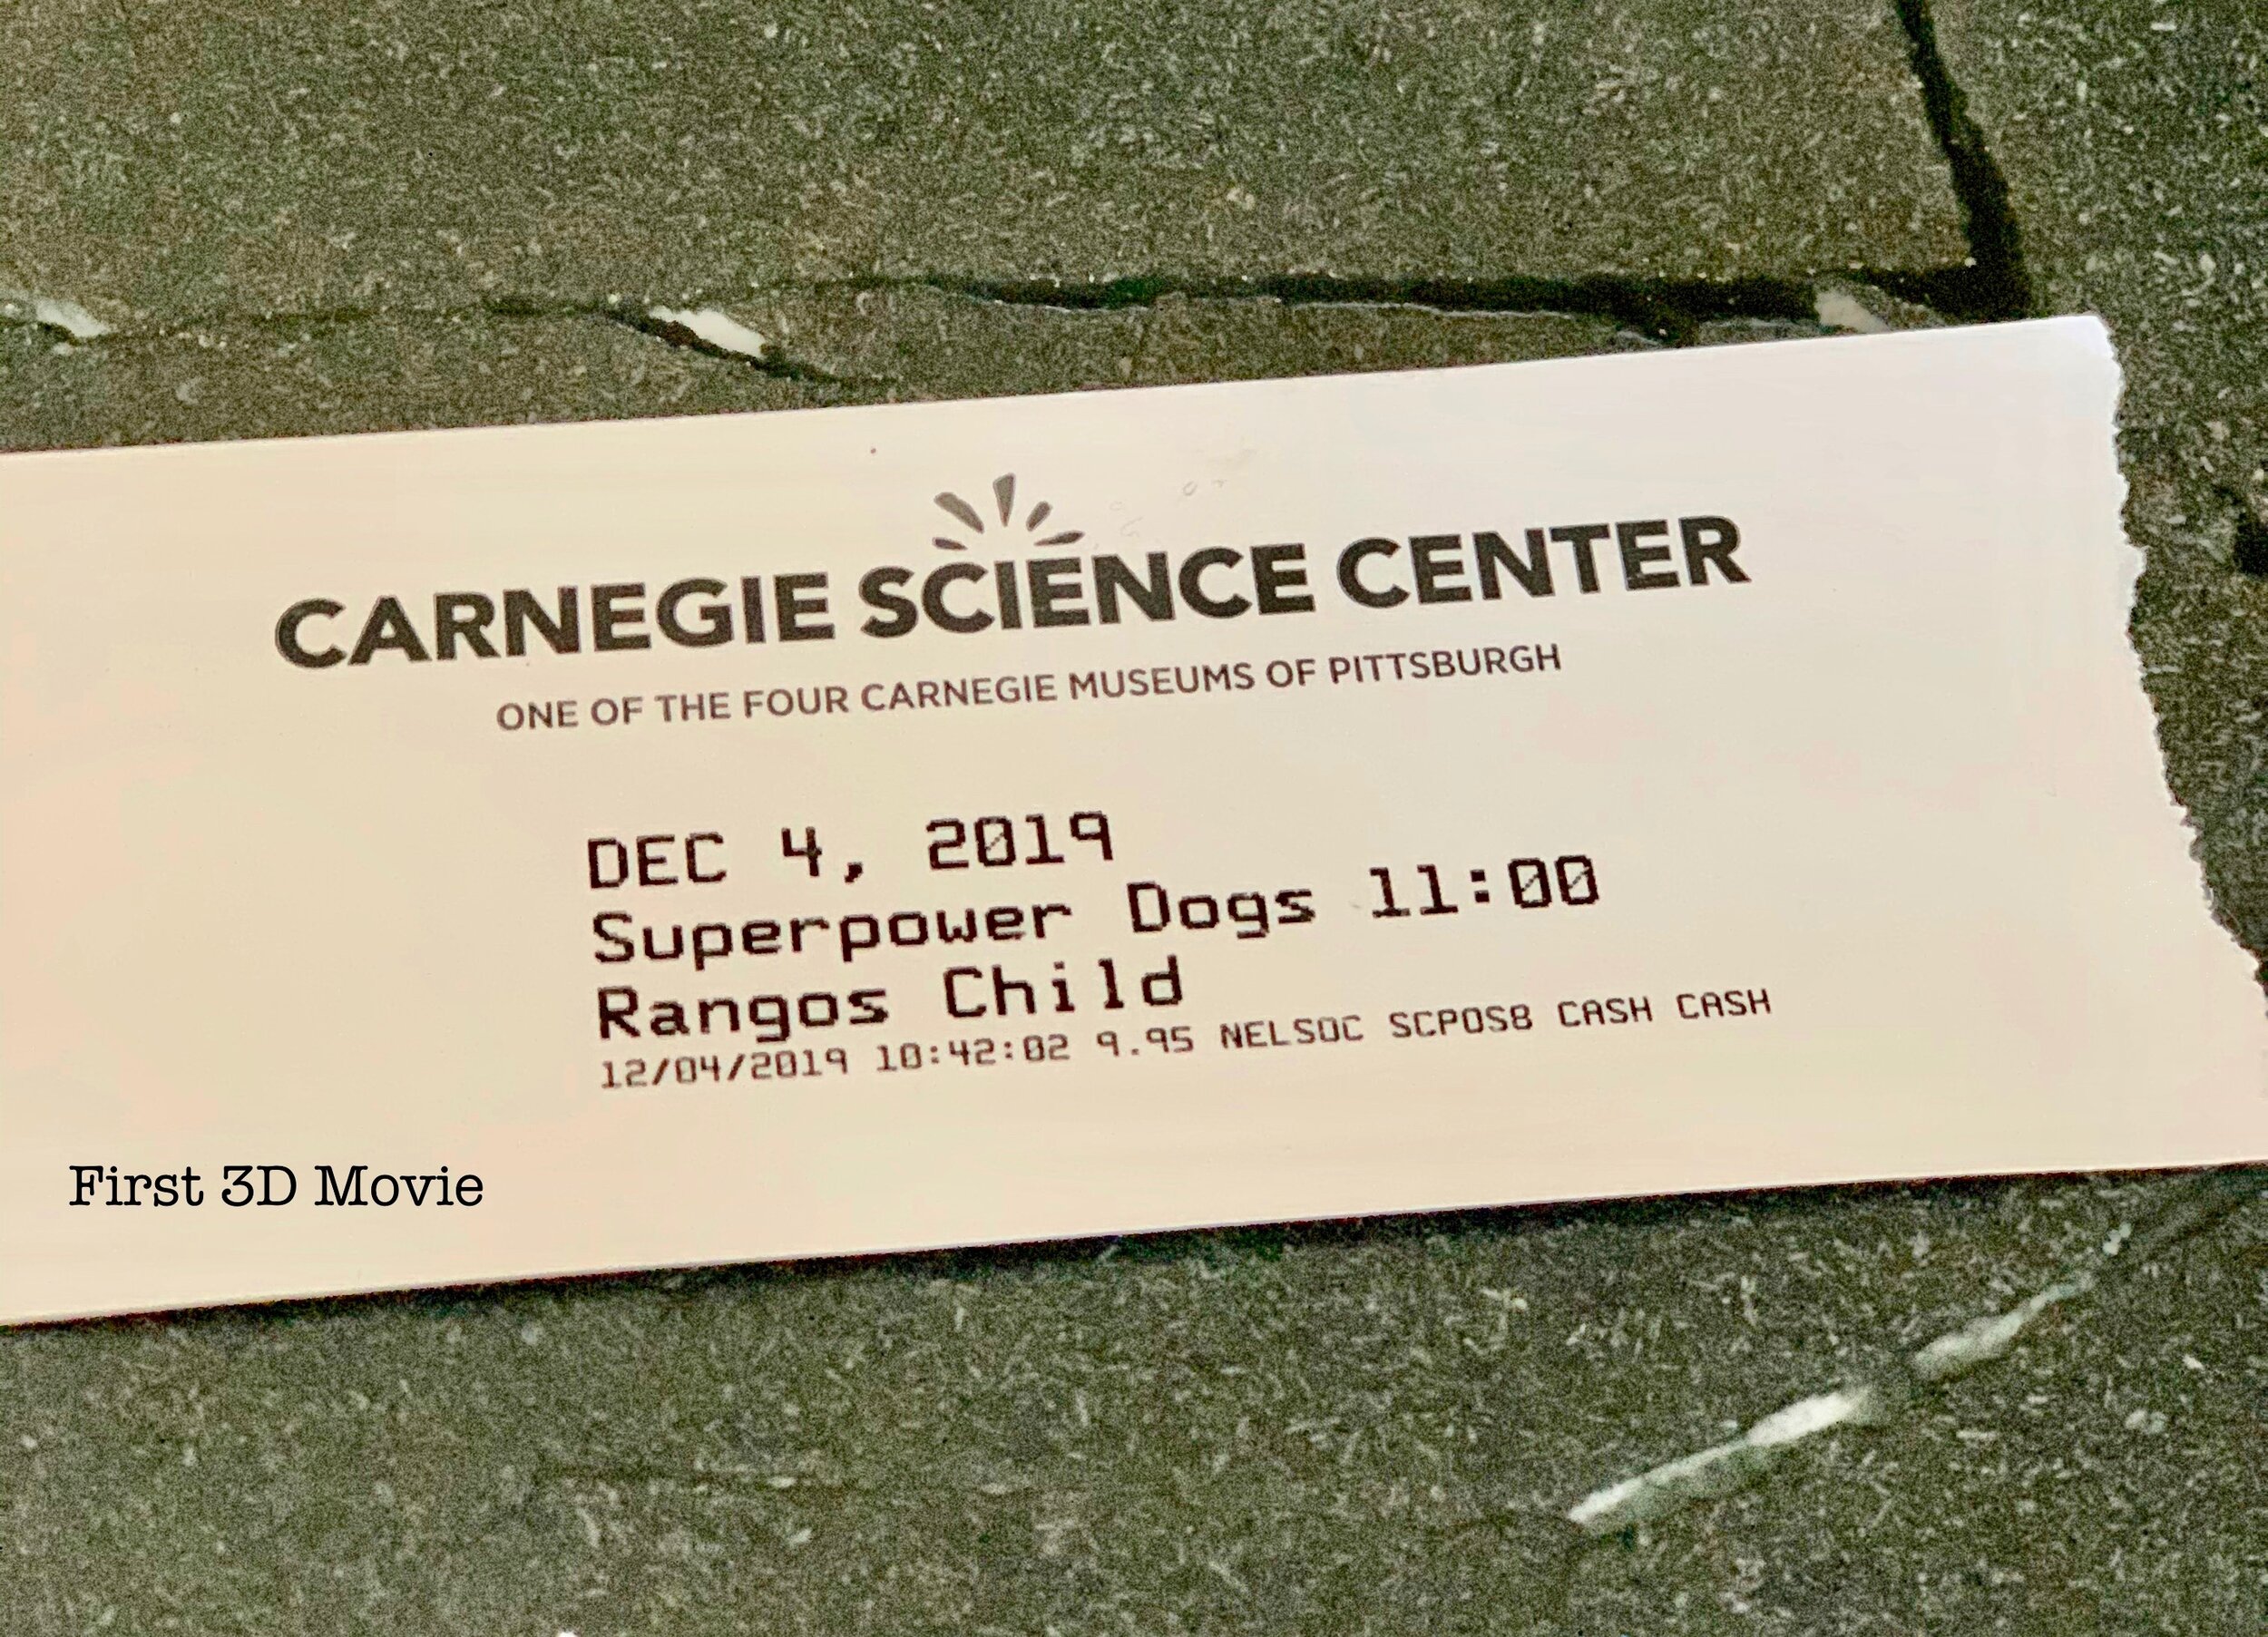 CARNEGIE SCIENCE CENTER
ONE OF THE FOUR CARNEGIE MUSEUMS OF PITTSBURGH
DEC 4, 2019
Superpower Dogs 11:00
Rangos Child
12/04/2019 10:42:02 9.95 NELSOC SCPOS8 CASH CASH
First 3D Movie